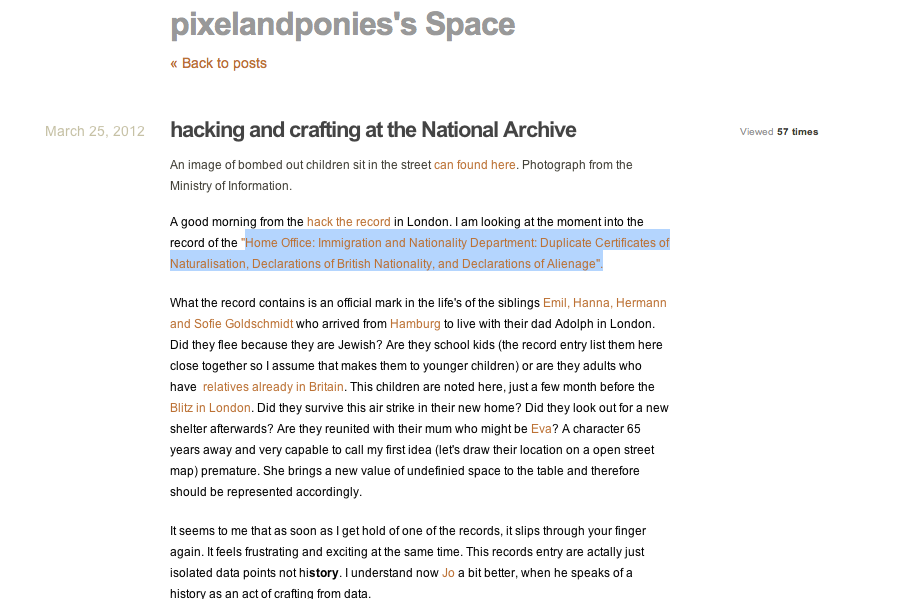 pixelandponies's Space
« Back to posts
March 25, 2012
hacking and crafting at the National Archive
Viewed 57 times
An image of bombed out children sit in the street can found here. Photograph from the
Ministry of Information.
A good morning from the hack the record in London. I am looking at the moment into the
record of the "Home Office: Immigration and Nationality Department: Duplicate Certificates of
Naturalisation, Declarations of British Nationality, and Declarations of Alienage".
What the record contains is an official mark in the life's of the siblings Emil, Hanna, Hermann
and Sofie Goldschmidt who arrived from Hamburg to live with their dad Adolph in London.
Did they flee because they are Jewish? Are they school kids (the record entry list them here
close together so I assume that makes them to younger children) or are they adults who
have  relatives already in Britain. This children are noted here, just a few month before the
Blitz in London. Did they survive this air strike in their new home? Did they look out for a new
shelter afterwards? Are they reunited with their mum who might be Eva? A character 65
years away and very capable to call my first idea (let's draw their location on a open street
map) premature. She brings a new value of undefinied space to the table and therefore
should be represented accordingly.
It seems to me that as soon as I get hold of one of the records, it slips through your finger
again. It feels frustrating and exciting at the same time. This records entry are actally just
isolated data points not history. I understand now Jo a bit better, when he speaks of a
history as an act of crafting from data.